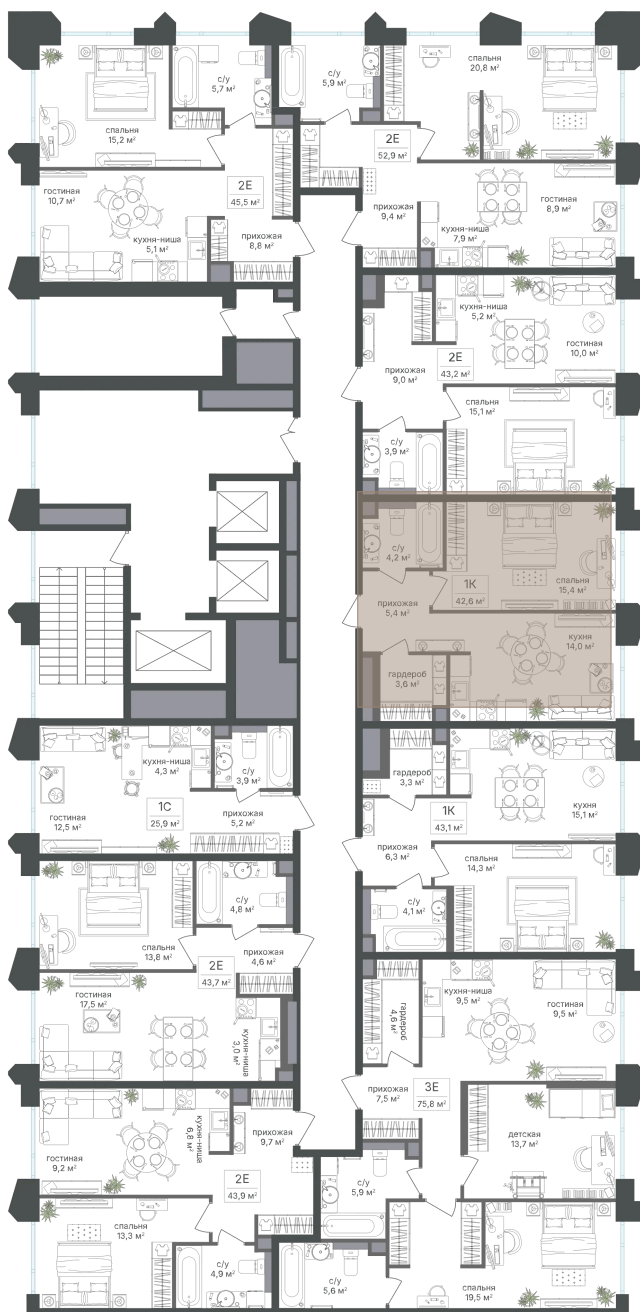 спальня
15,2 м²
с/у
5,7 м²
с/у
5,9 м²
спальня
20,8 м²
2Е
52,9 м²
гостиная
10,7 м²
2Е
45,5 м²
кухня-ниша
5,1 м²
прихожая
8,8 м²
прихожая
9,4 м²
кухня-ниша
7,9 м²
гостиная
8,9 м²
кухня-ниша
5,2 м²
гостиная
10,0 м²
2Е
43,2 м²
прихожая
9,0 м²
спальня
15,1 м²
с/у
3,9 м²
с/у
4,2 м²
1К
42,6 м²
спальня
15,4 м²
прихожая
5,4 м²
кухня
14,0 м²
гардероб
3,6 м²
кухня-ниша
4,3 м²
с/у
3,9 м²
1С
25,9 м²
гостиная
12,5 м²
прихожая
5,2 м²
гардероб
3,3 м²
1К
43,1 м²
кухня
15,1 м²
прихожая
6,3 м²
спальня
14,3 м²
с/у
4,1 м²
с/у
4,8 м²
спальня
13,8 м²
2Е
43,7 м²
прихожая
4,6 м²
гостиная
17,5 м²
кухня-ниша
3,0 м²
гардероб
4,6 м²
кухня-ниша
9,5 м²
гостиная
9,5 м²
прихожая
7,5 м²
3Е
75,8 м²
детская
13,7 м²
гостиная
9,2 м²
кухня-ниша
6,8 м²
прихожая
9,7 м²
2Е
43,9 м²
спальня
13,3 м²
с/у
4,9 м²
с/у
5,9 м²
с/у
5,6 м²
спальня
19,5 м²